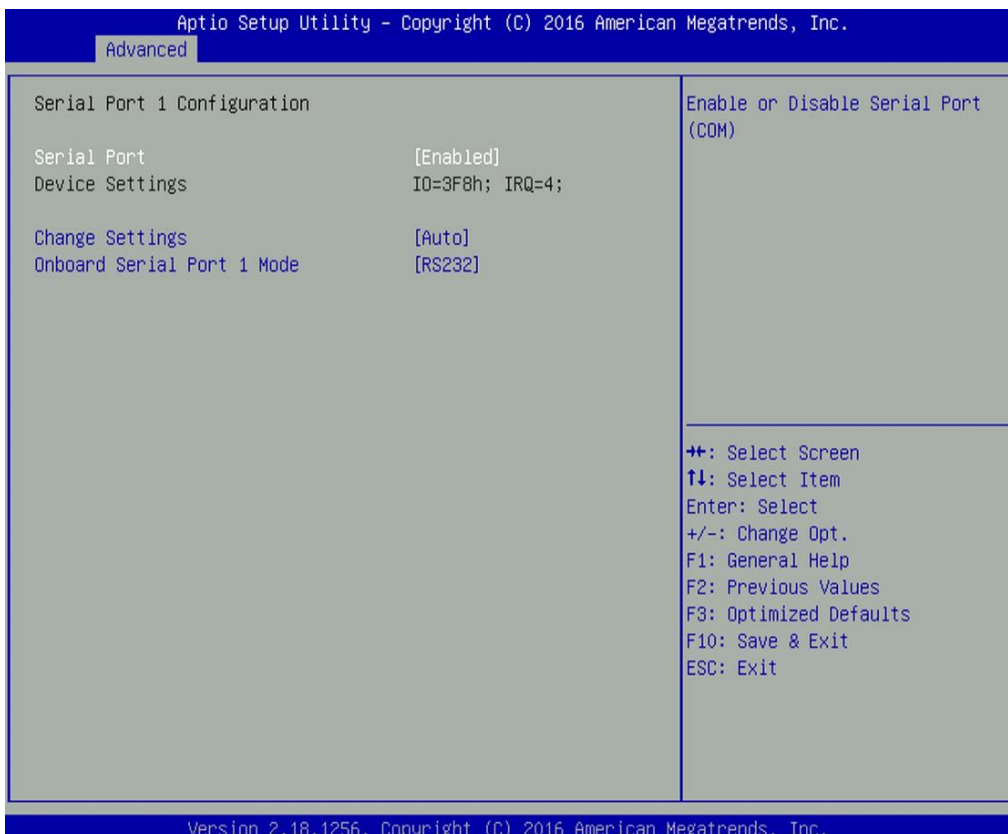 Aptio Setup Utility – Copyright (C) 2016 American Megatrends, Inc.
Advanced
Serial Port 1 Configuration
Serial Port [Enabled]
Device Settings IO=3F8h; IRQ=4;
Change Settings [Auto]
Onboard Serial Port 1 Mode [RS232]
Enable or Disable Serial Port
(COM)
→←: Select Screen
↑↓: Select Item
Enter: Select
+/-: Change Opt.
F1: General Help
F2: Previous Values
F3: Optimized Defaults
F10: Save & Exit
ESC: Exit
Version 2.18.1256. Copyright (C) 2016 American Megatrends, Inc.